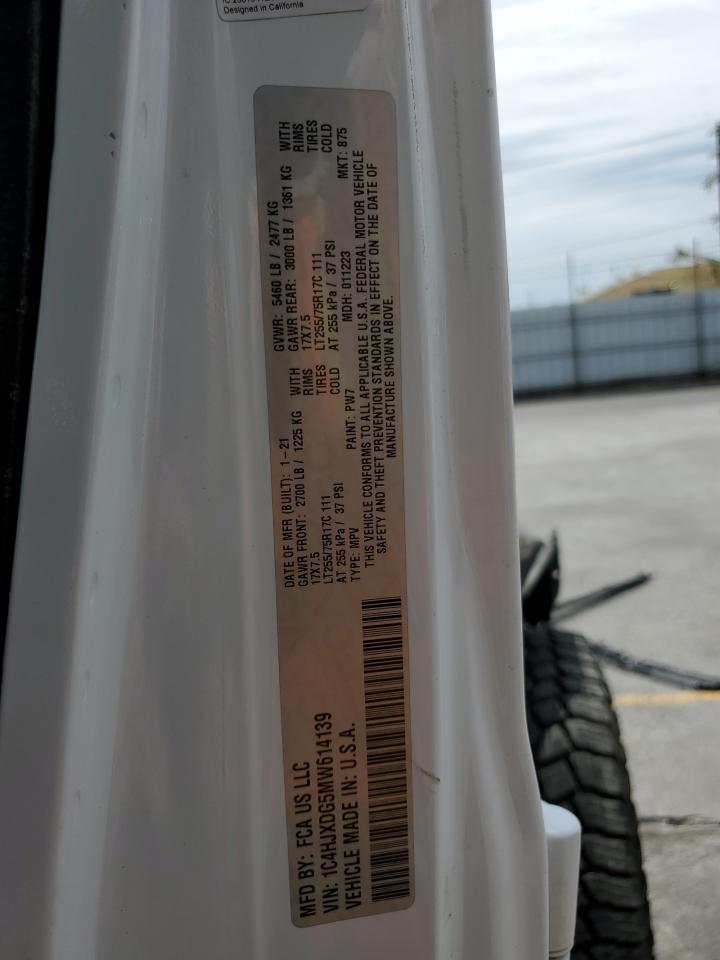 Designed in California
MFD BY: FCA US LLC
VIN: 1C4HJXDG5MW614139
VEHICLE MADE IN: U.S.A.
DATE OF MFR (BUILT): 1-21
GAWR FRONT: 2700 LB / 1225 KG WITH
17X7.5 RIMS
LT255/75R17C 111 TIRES
AT 255 kPa / 37 PSI COLD
GVWR: 5460 LB / 2477 KG
GAWR REAR: 3000 LB / 1361 KG WITH
17X7.5 RIMS
LT255/75R17C 111 TIRES
AT 255 kPa / 37 PSI COLD
TYPE: MPV PAINT: PW7 MDH: 011223 MKT: 875
THIS VEHICLE CONFORMS TO ALL APPLICABLE U.S.A. FEDERAL MOTOR VEHICLE
SAFETY AND THEFT PREVENTION STANDARDS IN EFFECT ON THE DATE OF
MANUFACTURE SHOWN ABOVE.